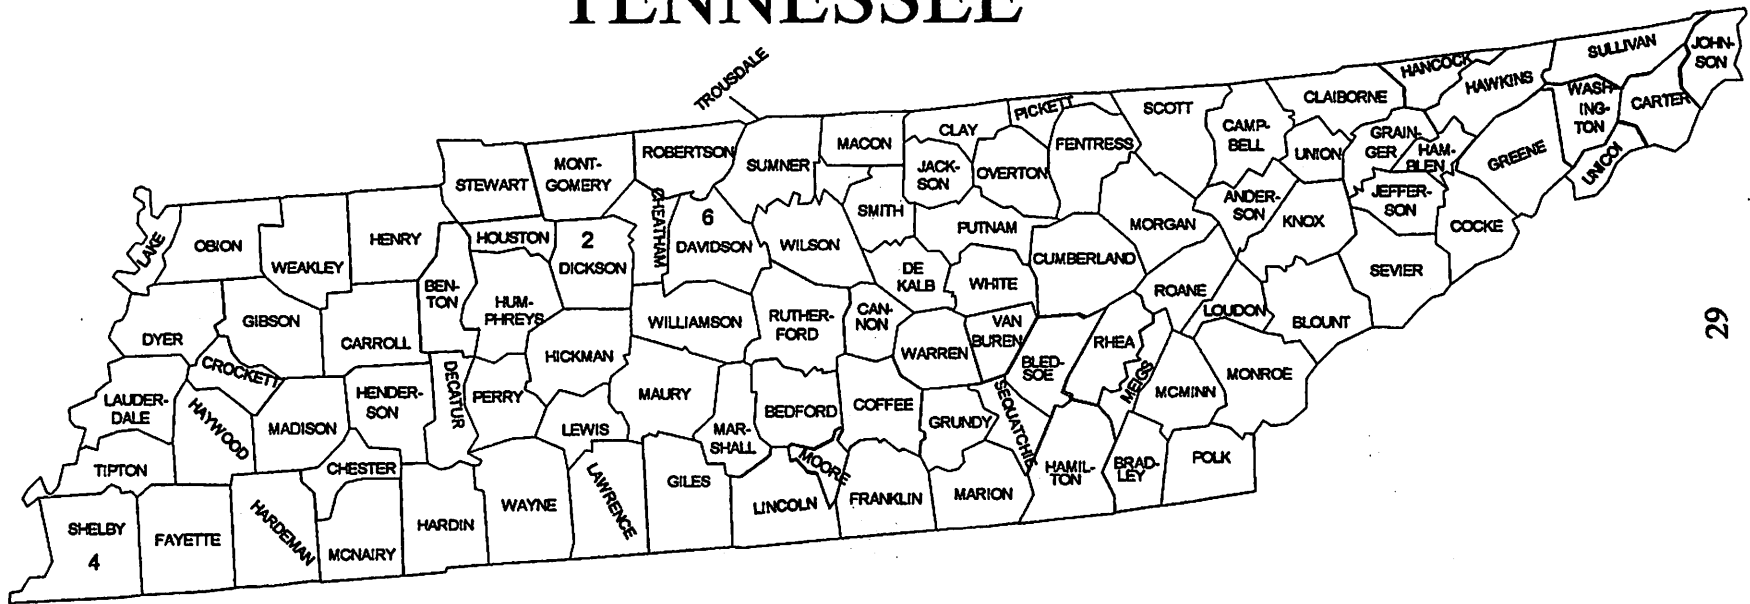 TENNESSEE
TROUSDALE
LAKE
OBION
WEAKLEY
HENRY
STEWART
MONT-
GOMERY
ROBERTSON
SUMNER
MACON
CLAY
PICKETT
SCOTT
CAMP-
BELL
CLAIBORNE
HANCOCK
HAWKINS
SULLIVAN
JOHN-
SON
CARTER
WASH-
ING-
TON
UNICOI
GREENE
HAM-
BLEN
GRAIN-
GER
UNION
FENTRESS
OVERTON
JACK-
SON
SMITH
WILSON
6
DAVIDSON
CHEATHAM
2
DICKSON
HOUSTON
BEN-
TON
HUM-
PHREYS
PUTNAM
MORGAN
ANDER-
SON
KNOX
JEFFER-
SON
COCKE
SEVIER
BLOUNT
LOUDON
ROANE
CUMBERLAND
WHITE
DE
KALB
CAN-
NON
RUTHER-
FORD
WILLIAMSON
HICKMAN
CARROLL
GIBSON
DYER
CROCKETT
LAUDER-
DALE
HAYWOOD
MADISON
HENDER-
SON
DECATUR
PERRY
LEWIS
MAURY
MAR-
SHALL
BEDFORD
COFFEE
WARREN
VAN
BUREN
BLED-
SOE
RHEA
MEIGS
MCMINN
MONROE
29
TIPTON
CHESTER
SHELBY
4
FAYETTE
HARDEMAN
MCNAIRY
HARDIN
WAYNE
LAWRENCE
GILES
LINCOLN
MOORE
FRANKLIN
GRUNDY
SEQUATCHIE
MARION
HAMIL-
TON
BRAD-
LEY
POLK